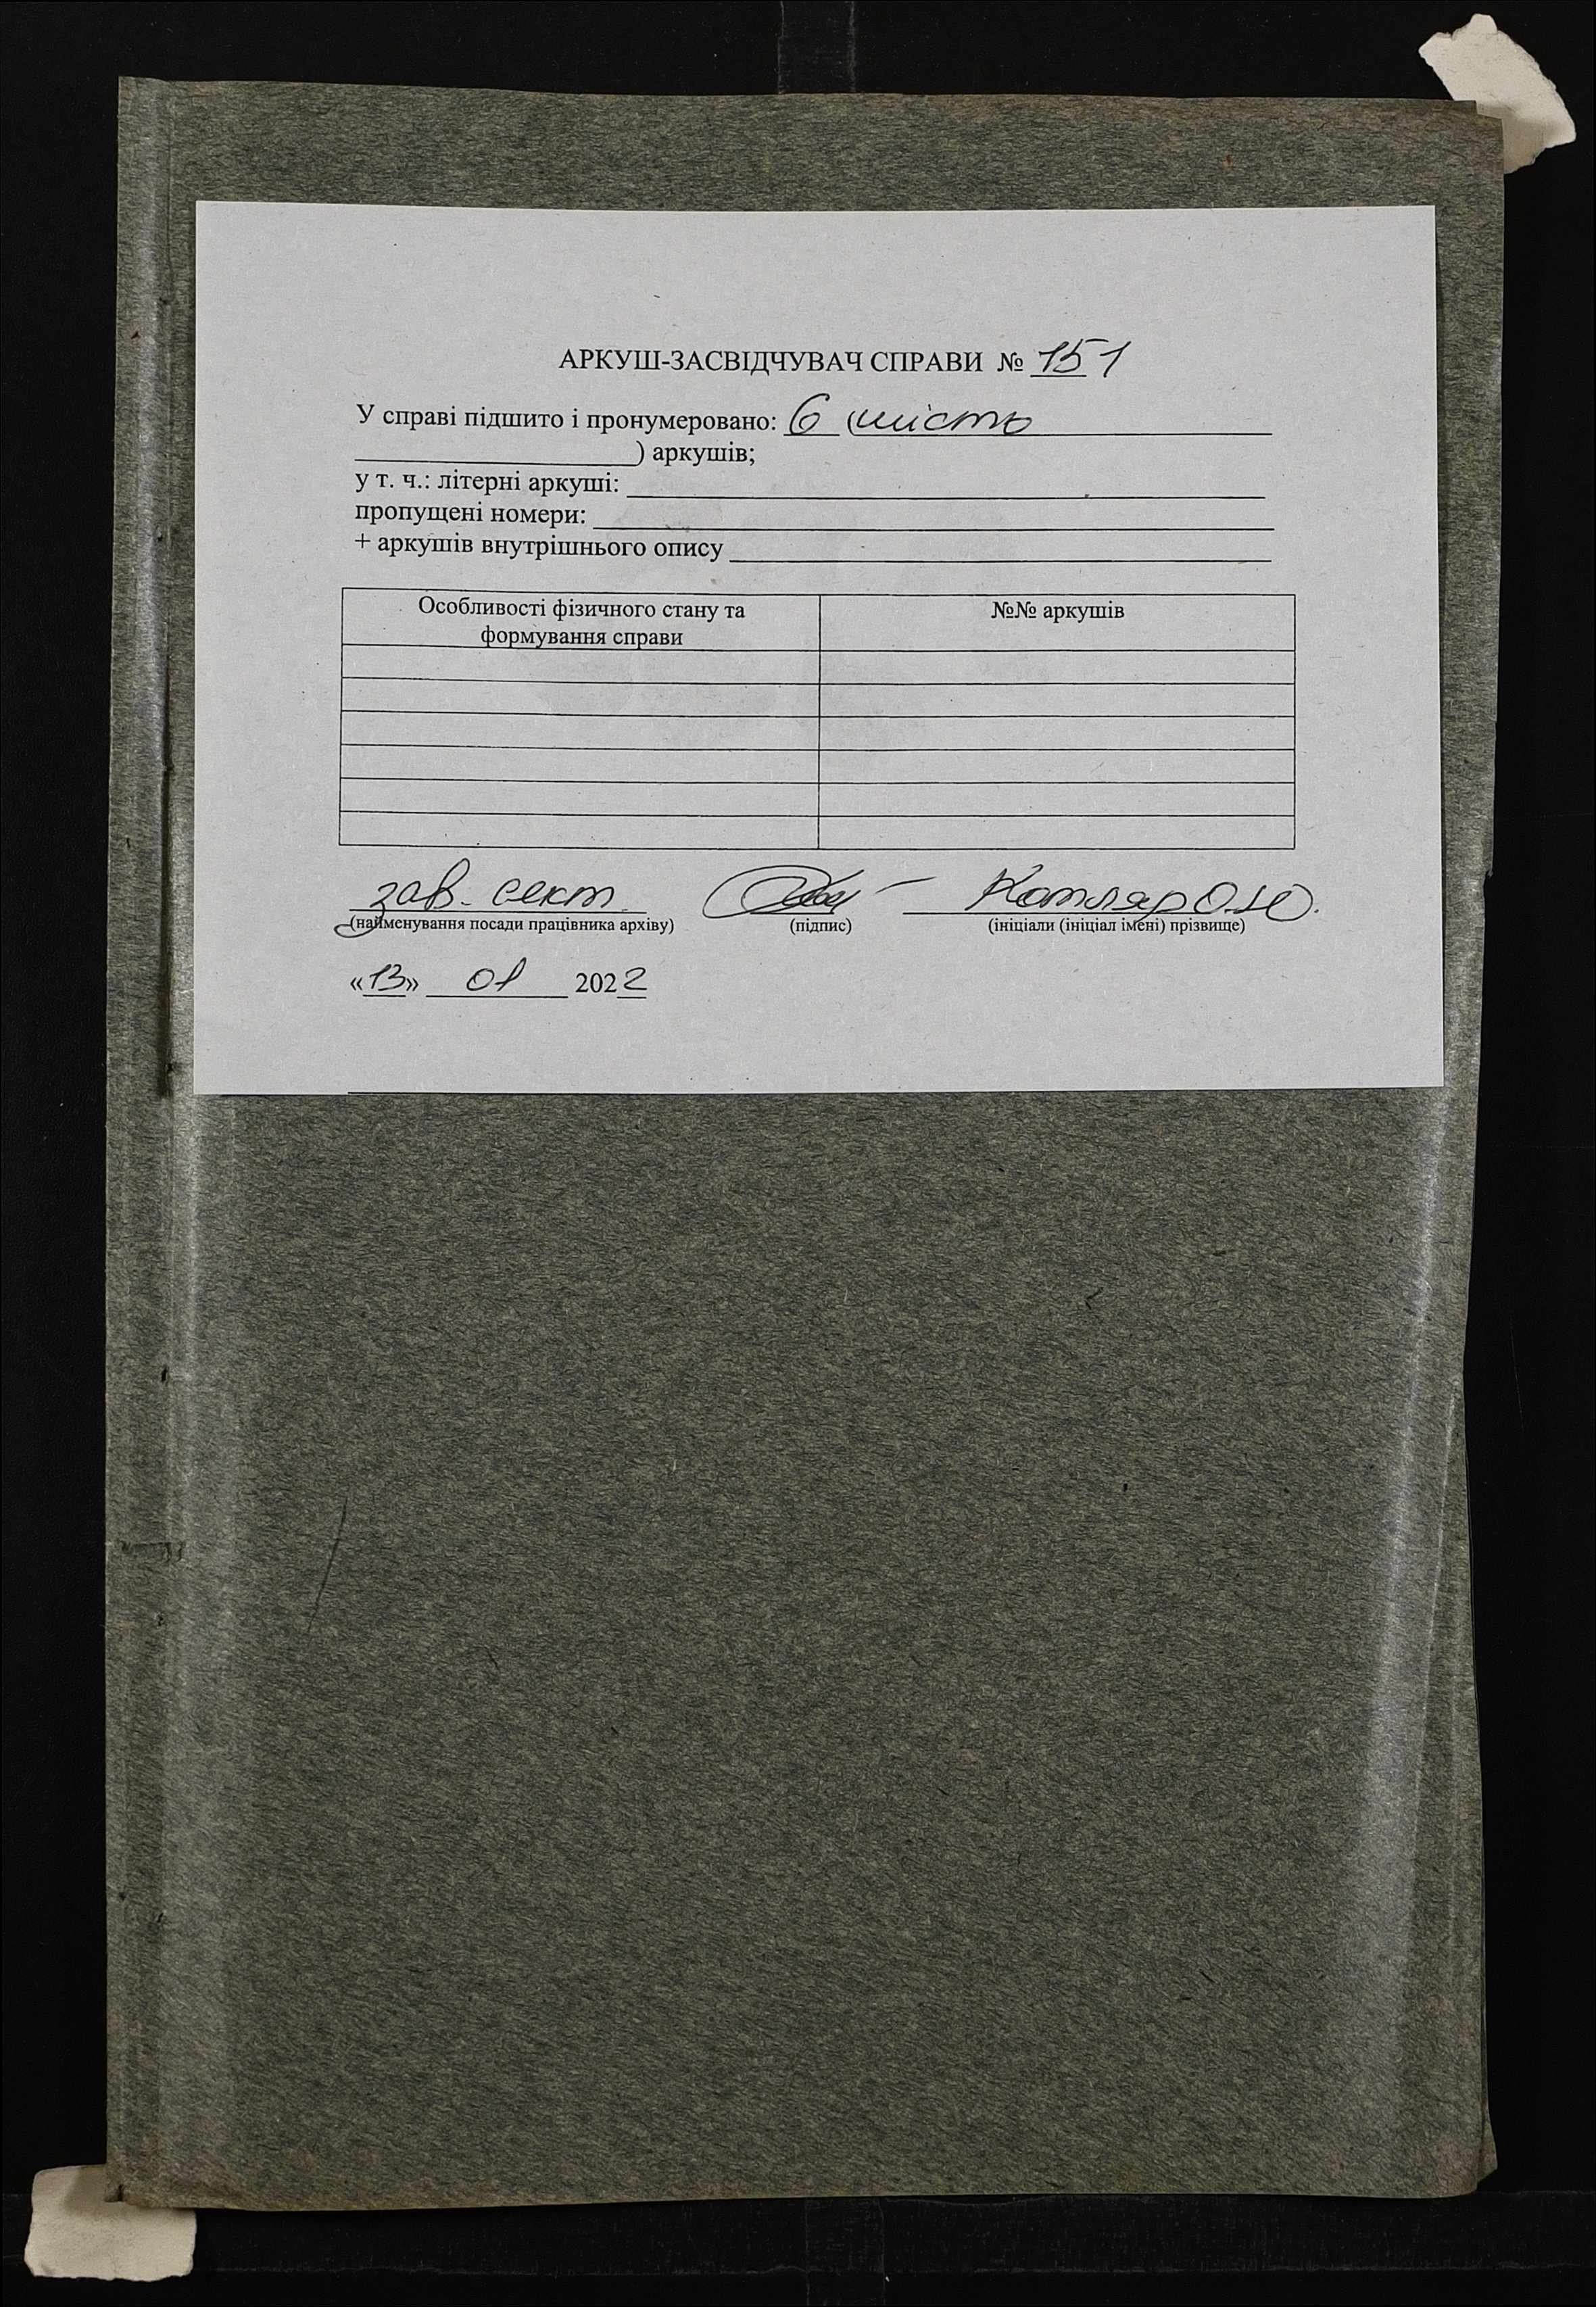 АРКУШ-ЗАСВІДЧУВАЧ СПРАВИ № 151
У справі підшито і пронумеровано: 6 (шість
) аркушів;
у т. ч.: літерні аркуші:
пропущені номери:
+ аркушів внутрішнього опису
Особливості фізичного стану та
формування справи
№№ аркушів
зав. сект. Котляр О.Ю.
(найменування посади працівника архіву) (підпис) (ініціали (ініціал імені) прізвище)
«13» 01 2022